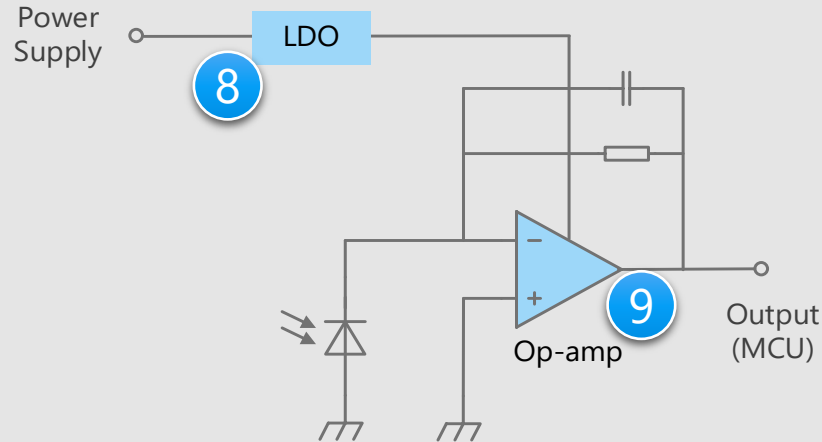 Power
Supply
LDO
8
−
+
9
Op-amp
Output
(MCU)